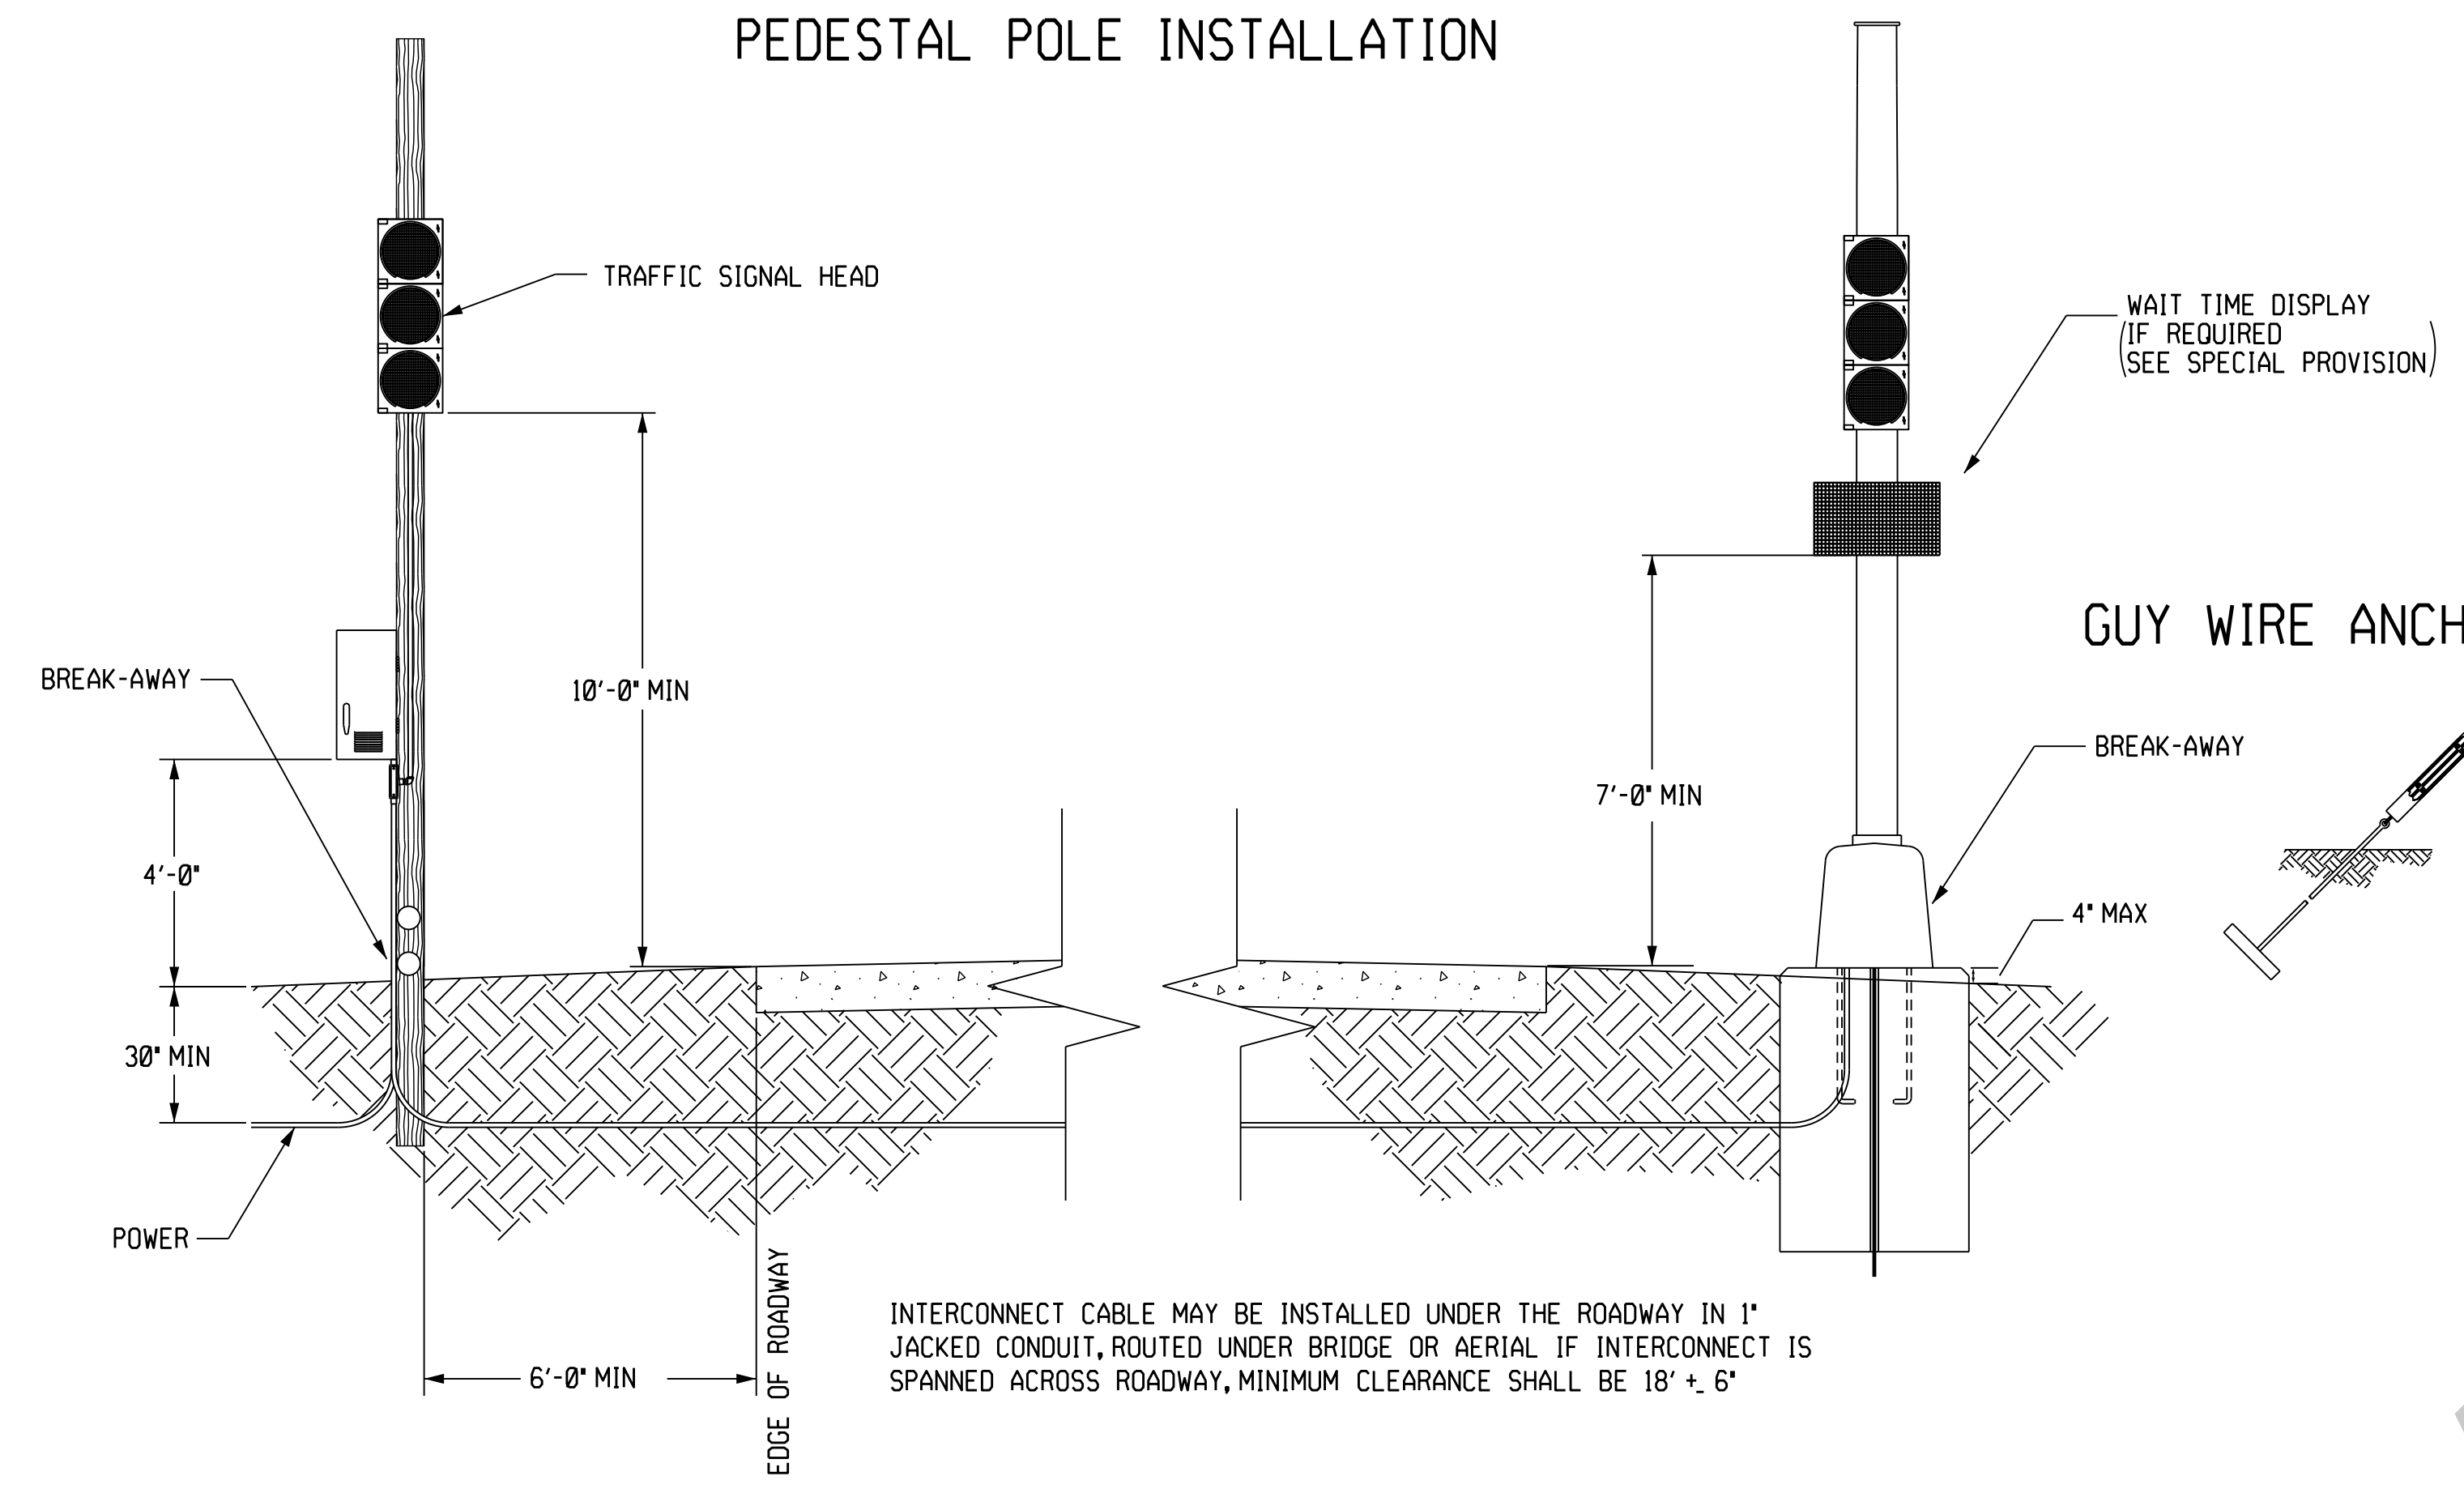 PEDESTAL POLE INSTALLATION
TRAFFIC SIGNAL HEAD
WAIT TIME DISPLAY
(IF REQUIRED
SEE SPECIAL PROVISION)
GUY WIRE ANCH
BREAK-AWAY
10'-0" MIN
BREAK-AWAY
7'-0" MIN
4'-0"
4" MAX
30" MIN
POWER
EDGE OF ROADWAY
6'-0" MIN
INTERCONNECT CABLE MAY BE INSTALLED UNDER THE ROADWAY IN 1"
JACKED CONDUIT, ROUTED UNDER BRIDGE OR AERIAL IF INTERCONNECT IS
SPANNED ACROSS ROADWAY, MINIMUM CLEARANCE SHALL BE 18' +_ 6"